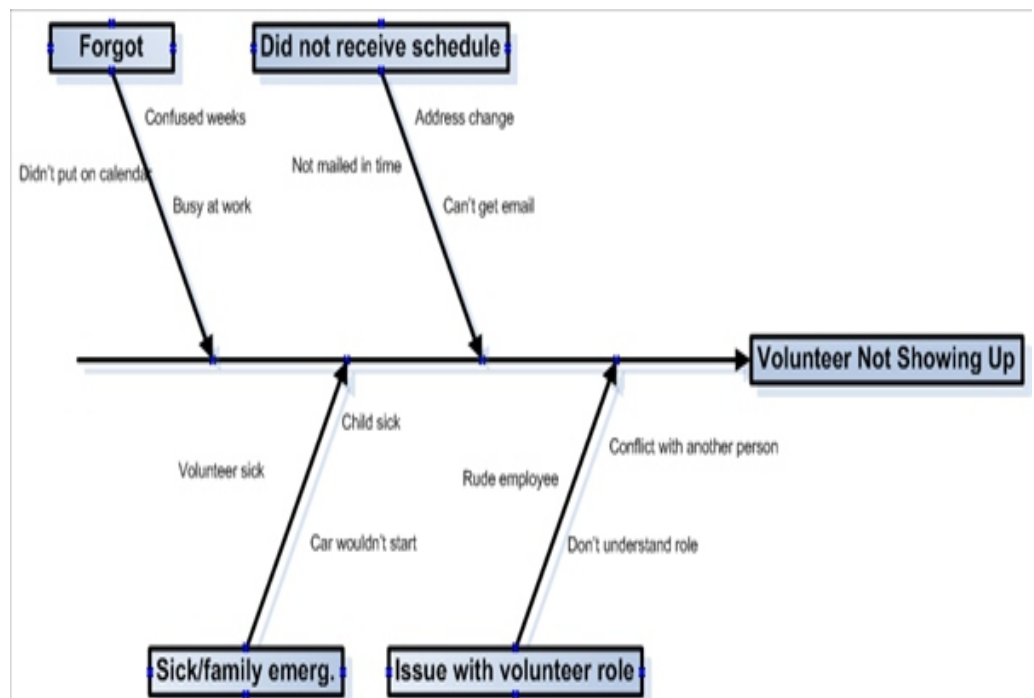 Forgot
Did not receive schedule
Confused weeks
Address change
Didn't put on calendar
Not mailed in time
Busy at work
Can't get email
Volunteer Not Showing Up
Child sick
Conflict with another person
Volunteer sick
Rude employee
Car wouldn't start
Don't understand role
Sick/family emerg.
Issue with volunteer role